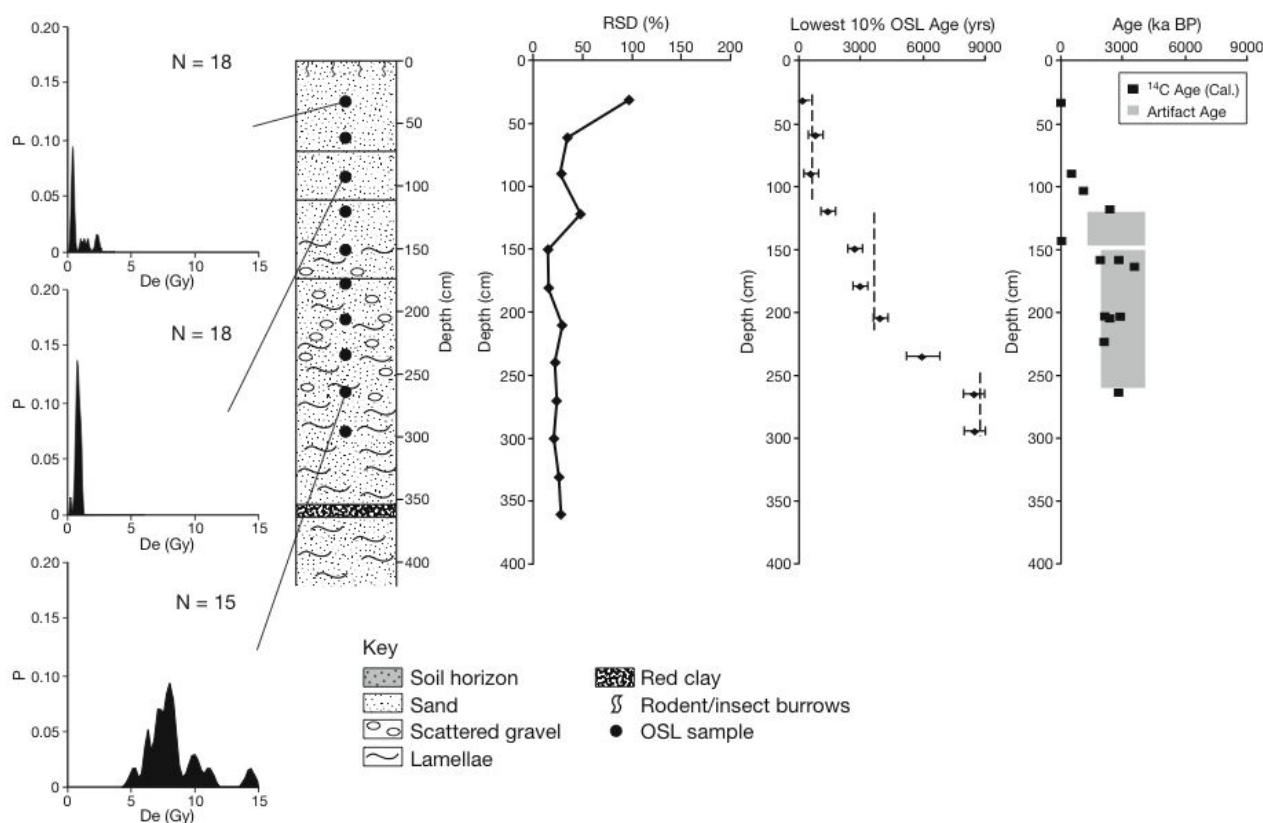 0.20
0.15
0.10
0.05
0
P
N = 18
0 5 10 15
De (Gy)
0.20
0.15
0.10
0.05
0
P
N = 18
0 5 10 15
De (Gy)
0.20
0.15
0.10
0.05
0
P
N = 15
0 5 10 15
De (Gy)
0
50
100
150
200
250
300
350
400
Depth (cm)
RSD (%)
0 50 100 200
0
50
100
150
200
250
300
350
400
Depth (cm)
Lowest 10% OSL Age (yrs)
0 3000 6000 9000
0
50
100
150
200
250
300
350
400
Depth (cm)
Age (ka BP)
0 3000 6000 9000
0
50
100
150
200
250
300
350
400
Depth (cm)
14C Age (Cal.)
Artifact Age
Key
Soil horizon
Sand
Scattered gravel
Lamellae
Red clay
Rodent/insect burrows
OSL sample